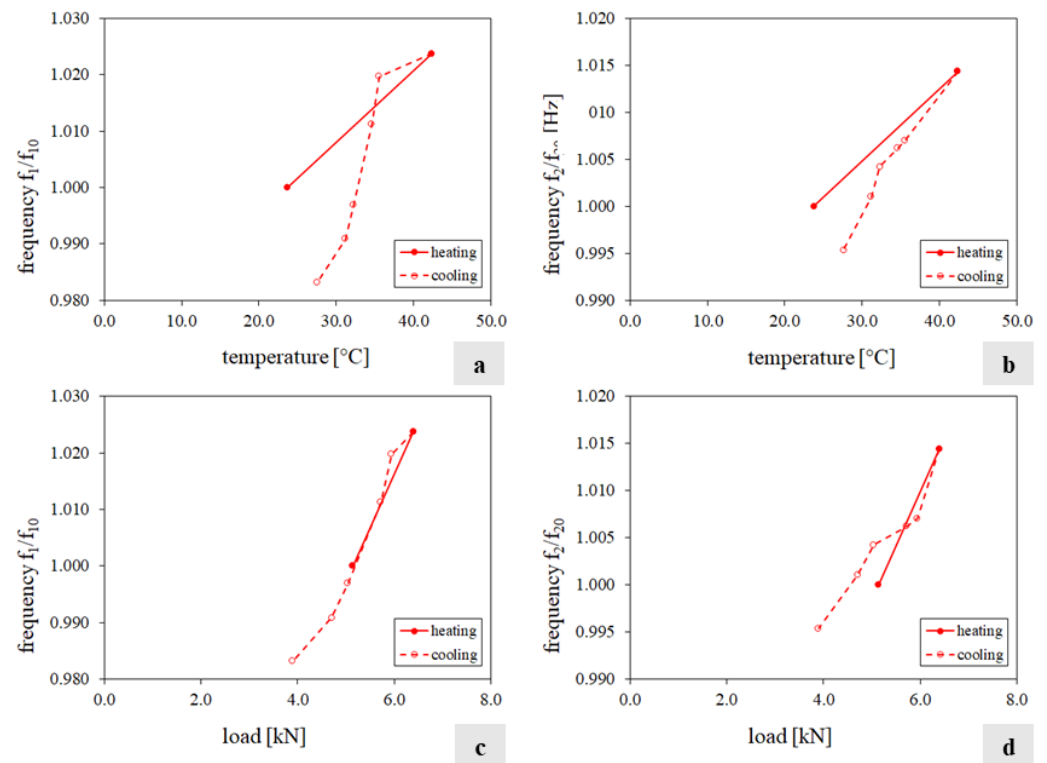 1.030
1.020
1.010
1.000
0.990
0.980
0.0 10.0 20.0 30.0 40.0 50.0
frequency f₁/f₁₀
temperature [°C]
heating
cooling
a
1.020
1.015
1.010
1.005
1.000
0.995
0.990
0.0 10.0 20.0 30.0 40.0 50.0
frequency f₂/f₂₀ [Hz]
temperature [°C]
heating
cooling
b
1.030
1.020
1.010
1.000
0.990
0.980
0.0 2.0 4.0 6.0 8.0
frequency f₁/f₁₀
load [kN]
heating
cooling
c
1.020
1.015
1.010
1.005
1.000
0.995
0.990
0.0 2.0 4.0 6.0 8.0
frequency f₂/f₂₀
load [kN]
heating
cooling
d